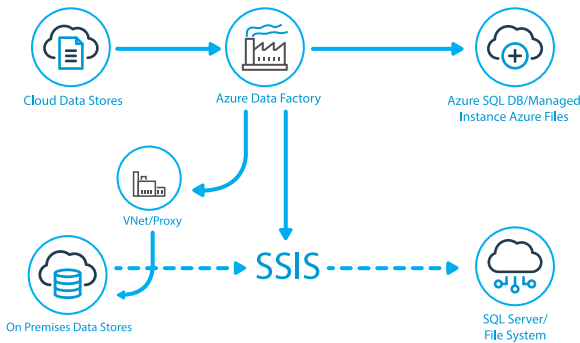 Cloud Data Stores
Azure Data Factory
Azure SQL DB/Managed
Instance Azure Files
VNet/Proxy
SSIS
On Premises Data Stores
SQL Server/
File System